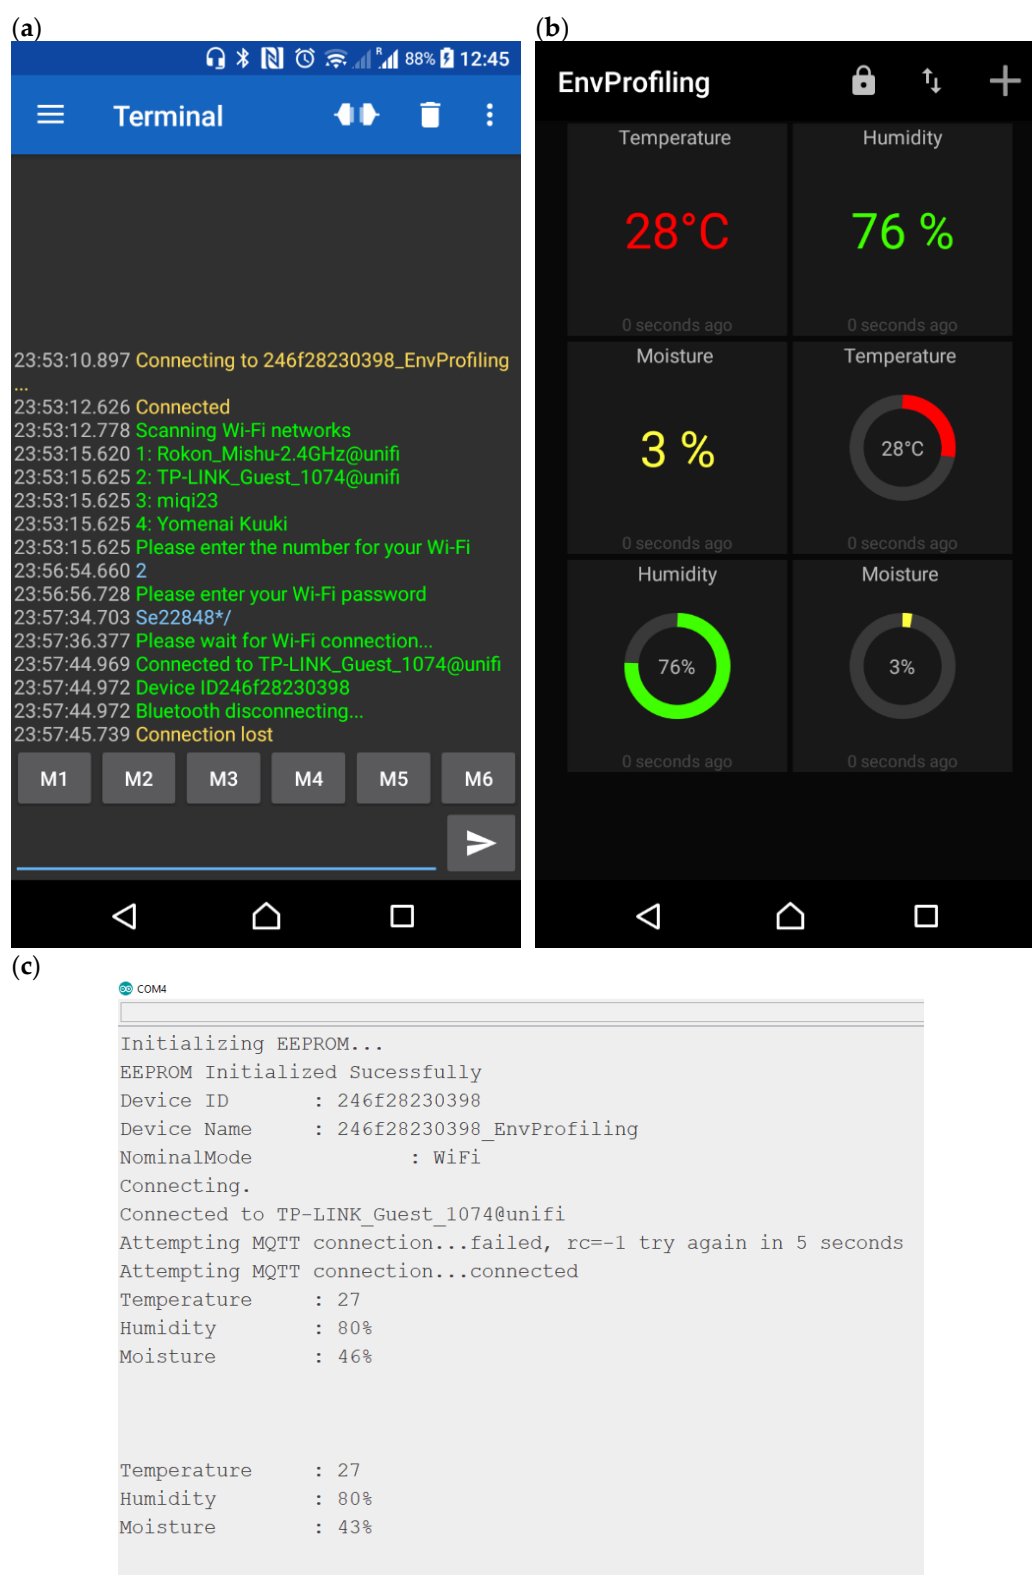 (a)
R 88% 12:45
Terminal
23:53:10.897 Connecting to 246f28230398_EnvProfiling
...
23:53:12.626 Connected
23:53:12.778 Scanning Wi-Fi networks
23:53:15.620 1: Rokon_Mishu-2.4GHz@unifi
23:53:15.625 2: TP-LINK_Guest_1074@unifi
23:53:15.625 3: miqi23
23:53:15.625 4: Yomenai Kuuki
23:53:15.625 Please enter the number for your Wi-Fi
23:56:54.660 2
23:56:56.728 Please enter your Wi-Fi password
23:57:34.703 Se22848*/
23:57:36.377 Please wait for Wi-Fi connection...
23:57:44.969 Connected to TP-LINK_Guest_1074@unifi
23:57:44.972 Device ID246f28230398
23:57:44.972 Bluetooth disconnecting...
23:57:45.739 Connection lost
M1 M2 M3 M4 M5 M6
(b)
EnvProfiling
Temperature Humidity
28°C 76 %
0 seconds ago 0 seconds ago
Moisture Temperature
3 % 28°C
0 seconds ago 0 seconds ago
Humidity Moisture
76% 3%
0 seconds ago 0 seconds ago
(c)
COM4
Initializing EEPROM...
EEPROM Initialized Sucessfully
Device ID : 246f28230398
Device Name : 246f28230398_EnvProfiling
NominalMode : WiFi
Connecting.
Connected to TP-LINK_Guest_1074@unifi
Attempting MQTT connection...failed, rc=-1 try again in 5 seconds
Attempting MQTT connection...connected
Temperature : 27
Humidity : 80%
Moisture : 46%
Temperature : 27
Humidity : 80%
Moisture : 43%